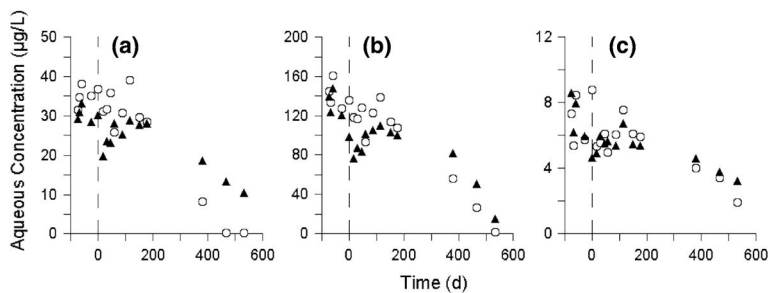 (a) (b) (c)
Aqueous Concentration (µg/L)
60 50 40 30 20 10 0
200 160 120 80 40 0
12 8 4 0
0 200 400 600 0 200 400 600 0 200 400 600
Time (d)